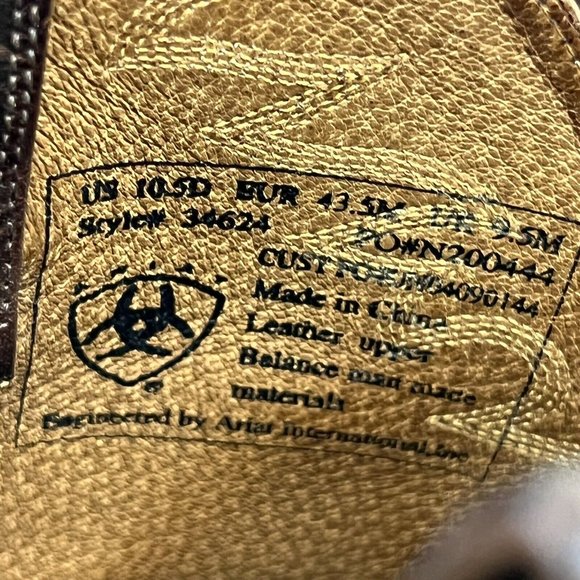 US 10.5D EUR 43.5M UK 9.5M
Style# 34624 PO#N200444
CUST
Made in China
Leather upper
Balance man made
materials
®
Engineered by Ariat International, Inc